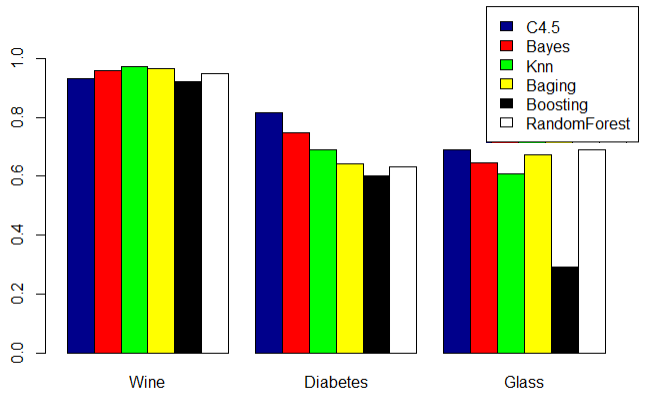 C4.5
Bayes
Knn
Baging
Boosting
RandomForest
1.0
0.8
0.6
0.4
0.2
0.0
Wine Diabetes Glass